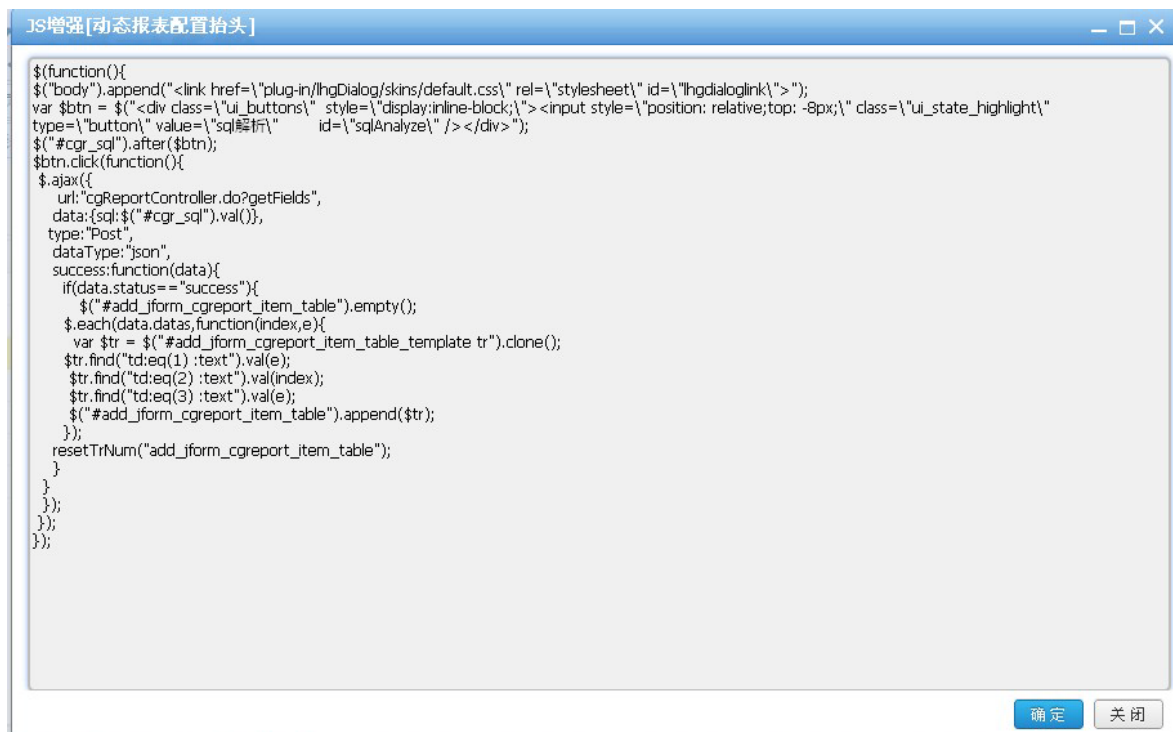 JS增强[动态报表配置抬头]
$(function(){
$("body").append("<link href=\"plug-in/lhgDialog/skins/default.css\" rel=\"stylesheet\" id=\"lhgdialoglink\">");
var $btn = $("<div class=\"ui_buttons\" style=\"display:inline-block;\"><input style=\"position: relative;top: -8px;\" class=\"ui_state_highlight\"
type=\"button\" value=\"sql解析\" id=\"sqlAnalyze\" /></div>");
$("#cgr_sql").after($btn);
$btn.click(function(){
$.ajax({
url:"cgReportController.do?getFields",
data:{sql:$("#cgr_sql").val()},
type:"Post",
dataType:"json",
success:function(data){
if(data.status=="success"){
$("#add_jform_cgreport_item_table").empty();
$.each(data.datas,function(index,e){
var $tr = $("#add_jform_cgreport_item_table_template tr").clone();
$tr.find("td:eq(1) :text").val(e);
$tr.find("td:eq(2) :text").val(index);
$tr.find("td:eq(3) :text").val(e);
$("#add_jform_cgreport_item_table").append($tr);
});
resetTrNum("add_jform_cgreport_item_table");
}
}
});
});
});
确定 关闭